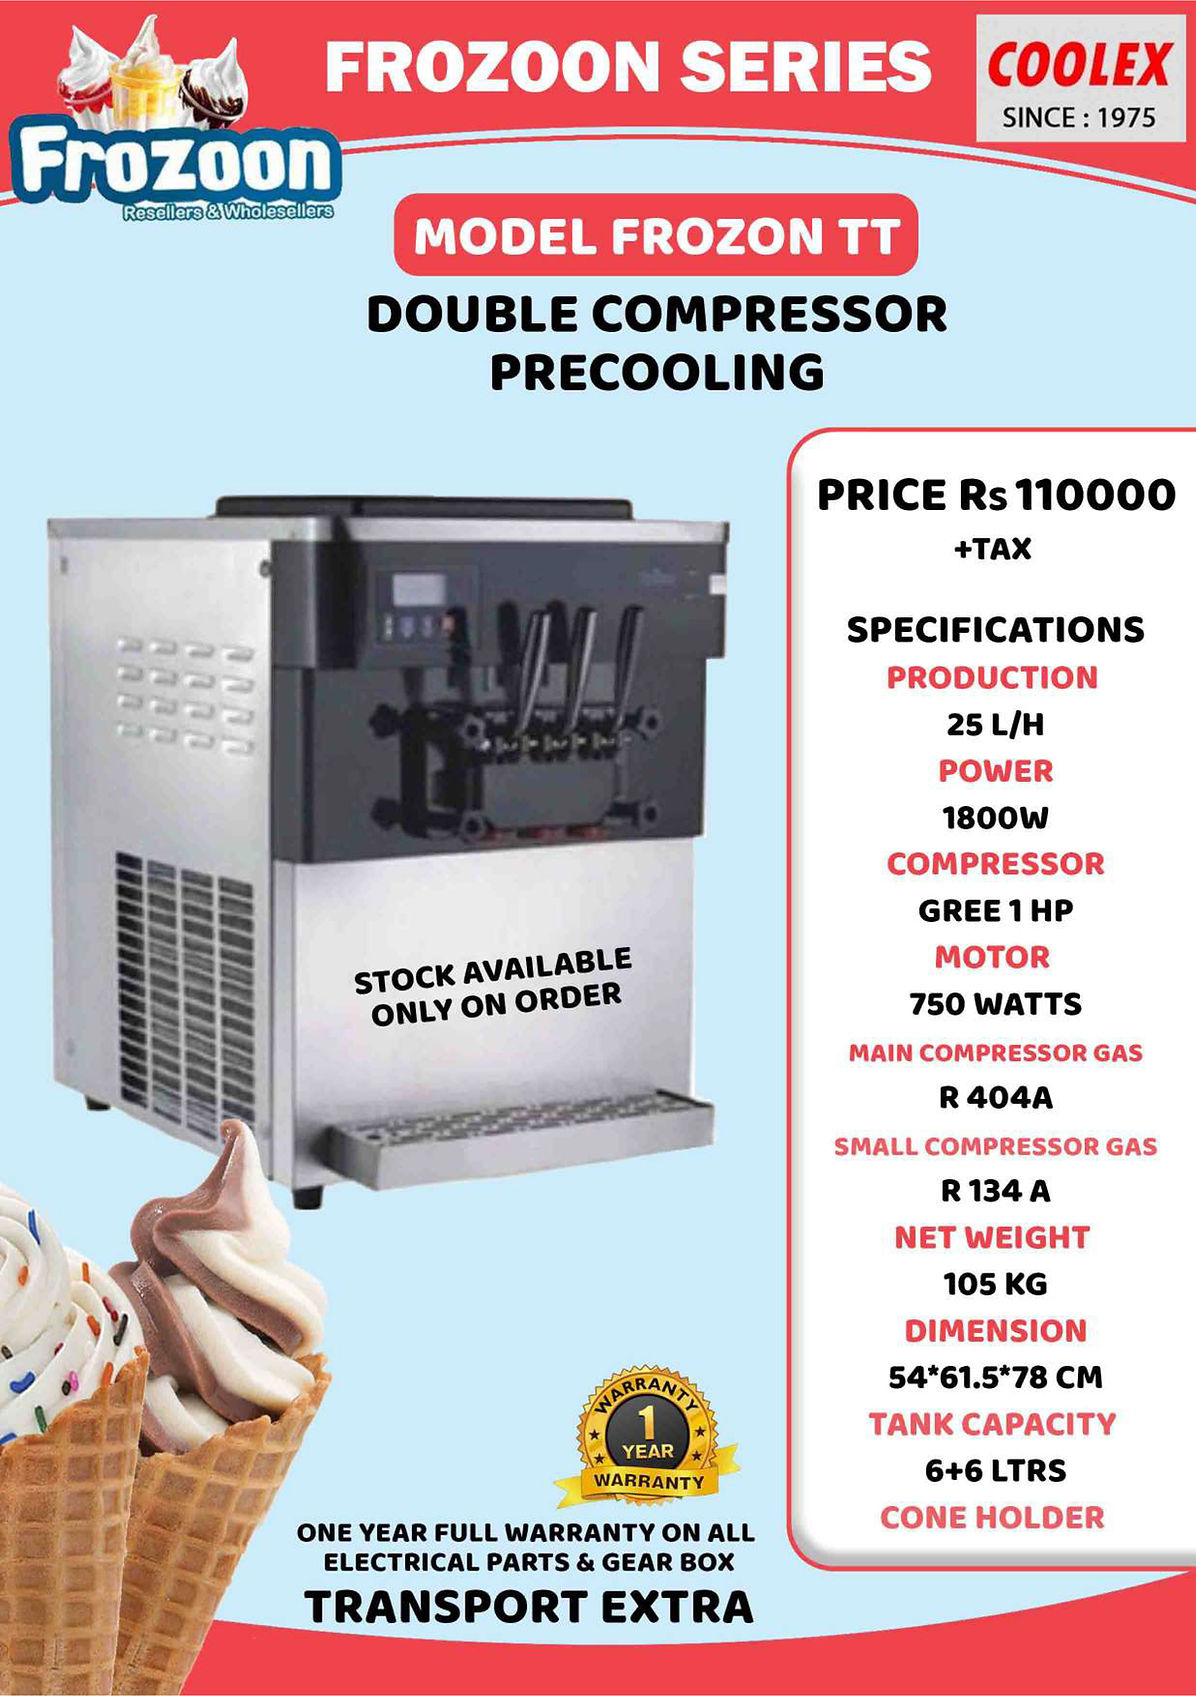 FROZOON SERIES
COOLEX
SINCE : 1975
Frozoon
Resellers & Wholesellers
MODEL FROZON TT
DOUBLE COMPRESSOR
PRECOOLING
PRICE Rs 110000
+TAX
SPECIFICATIONS
PRODUCTION
25 L/H
POWER
1800W
COMPRESSOR
GREE 1 HP
MOTOR
750 WATTS
MAIN COMPRESSOR GAS
R 404A
SMALL COMPRESSOR GAS
R 134 A
NET WEIGHT
105 KG
DIMENSION
54*61.5*78 CM
TANK CAPACITY
6+6 LTRS
CONE HOLDER
STOCK AVAILABLE
ONLY ON ORDER
WARRANTY
1
YEAR
WARRANTY
ONE YEAR FULL WARRANTY ON ALL
ELECTRICAL PARTS & GEAR BOX
TRANSPORT EXTRA